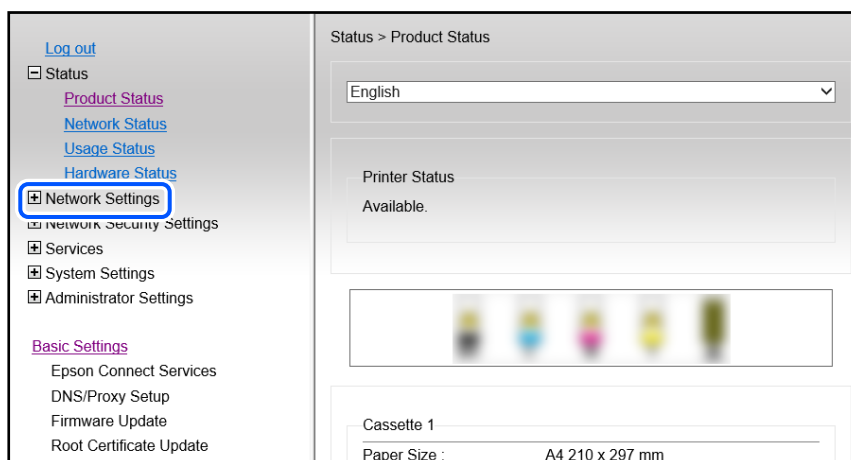 Log out
Status
Product Status
Network Status
Usage Status
Hardware Status
Network Settings
Network Security Settings
Services
System Settings
Administrator Settings
Basic Settings
Epson Connect Services
DNS/Proxy Setup
Firmware Update
Root Certificate Update
Status > Product Status
English
Printer Status
Available.
Cassette 1
Paper Size : A4 210 x 297 mm